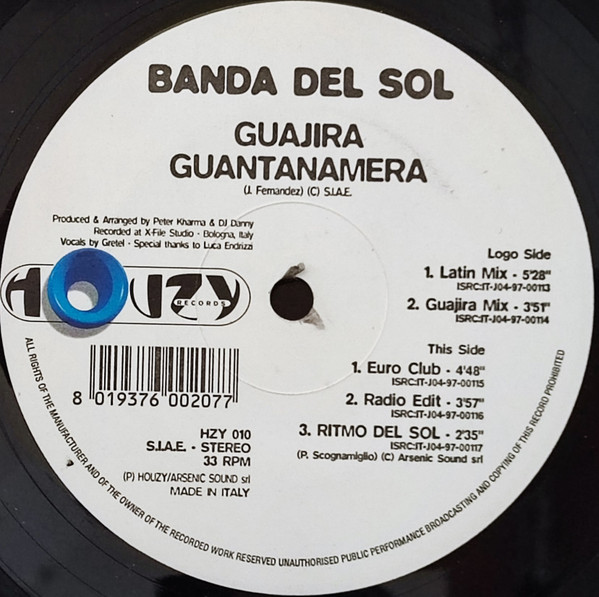 BANDA DEL SOL
GUAJIRA
GUANTANAMERA
(J. Fernandez) (C) S.I.A.E.
Produced & Arranged by Peter Kharma & DJ Danny
Recorded at X-File Studio - Bologna, Italy
Vocals by Gretel - Special thanks to Luca Endrizzi
HOUZY
RECORDS
8 019376 002077
HZY 010
S.I.A.E. - STEREO
33 RPM
(P) HOUZY/ARSENIC SOUND srl
MADE IN ITALY
Logo Side
1. Latin Mix - 5'28"
ISRC:IT-J04-97-00113
2. Guajira Mix - 3'51"
ISRC:IT-J04-97-00114
This Side
1. Euro Club - 4'48"
ISRC:IT-J04-97-00115
2. Radio Edit - 3'57"
ISRC:IT-J04-97-00116
3. RITMO DEL SOL - 2'35"
ISRC:IT-J04-97-00117
(P. Scognamiglio) (C) Arsenic Sound srl
ALL RIGHTS OF THE MANUFACTURER AND OF THE OWNER OF THE RECORDED WORK RESERVED UNAUTHORISED PUBLIC PERFORMANCE BROADCASTING AND COPYING OF THIS RECORD PROHIBITED